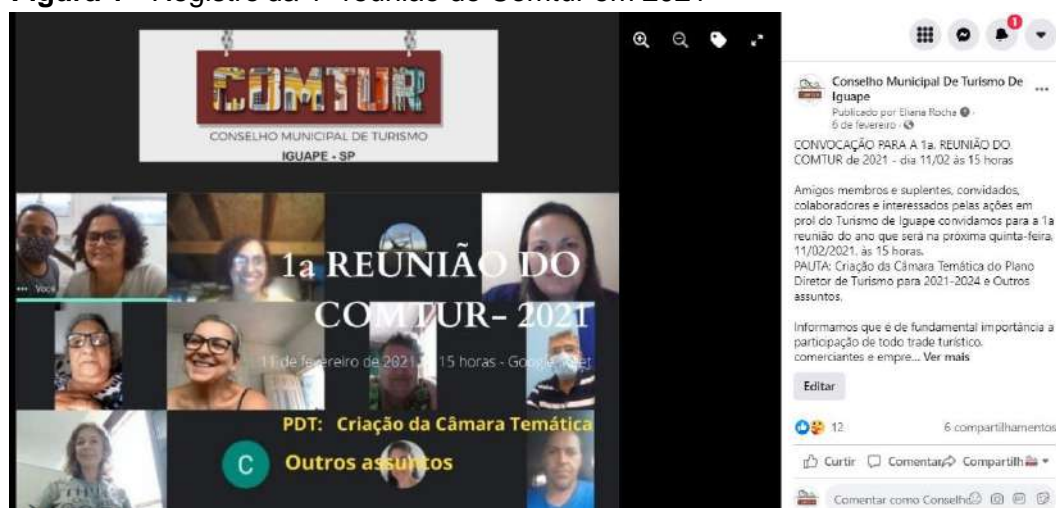 Figura 1 - Registro da 1ª reunião do Comtur em 2021
COMTUR
CONSELHO MUNICIPAL DE TURISMO
IGUAPE - SP
Você
1a REUNIÃO DO
COMTUR- 2021
11 de fevereiro de 2021 15 horas - Google Meet
PDT: Criação da Câmara Temática
C
Outros assuntos
1
Conselho Municipal De Turismo De
Iguape
Publicado por Eliana Rocha
6 de fevereiro
CONVOCAÇÃO PARA A 1a. REUNIÃO DO
COMTUR de 2021 - dia 11/02 às 15 horas
Amigos membros e suplentes, convidados,
colaboradores e interessados pelas ações em
prol do Turismo de Iguape convidamos para a 1a
reunião do ano que será na próxima quinta-feira,
11/02/2021, às 15 horas.
PAUTA: Criação da Câmara Temática do Plano
Diretor de Turismo para 2021-2024 e Outros
assuntos.
Informamos que é de fundamental importância a
participação de todo trade turístico,
comerciantes e empre... Ver mais
Editar
12
6 compartilhamentos
Curtir Comentar Compartilh
Comentar como Conselho